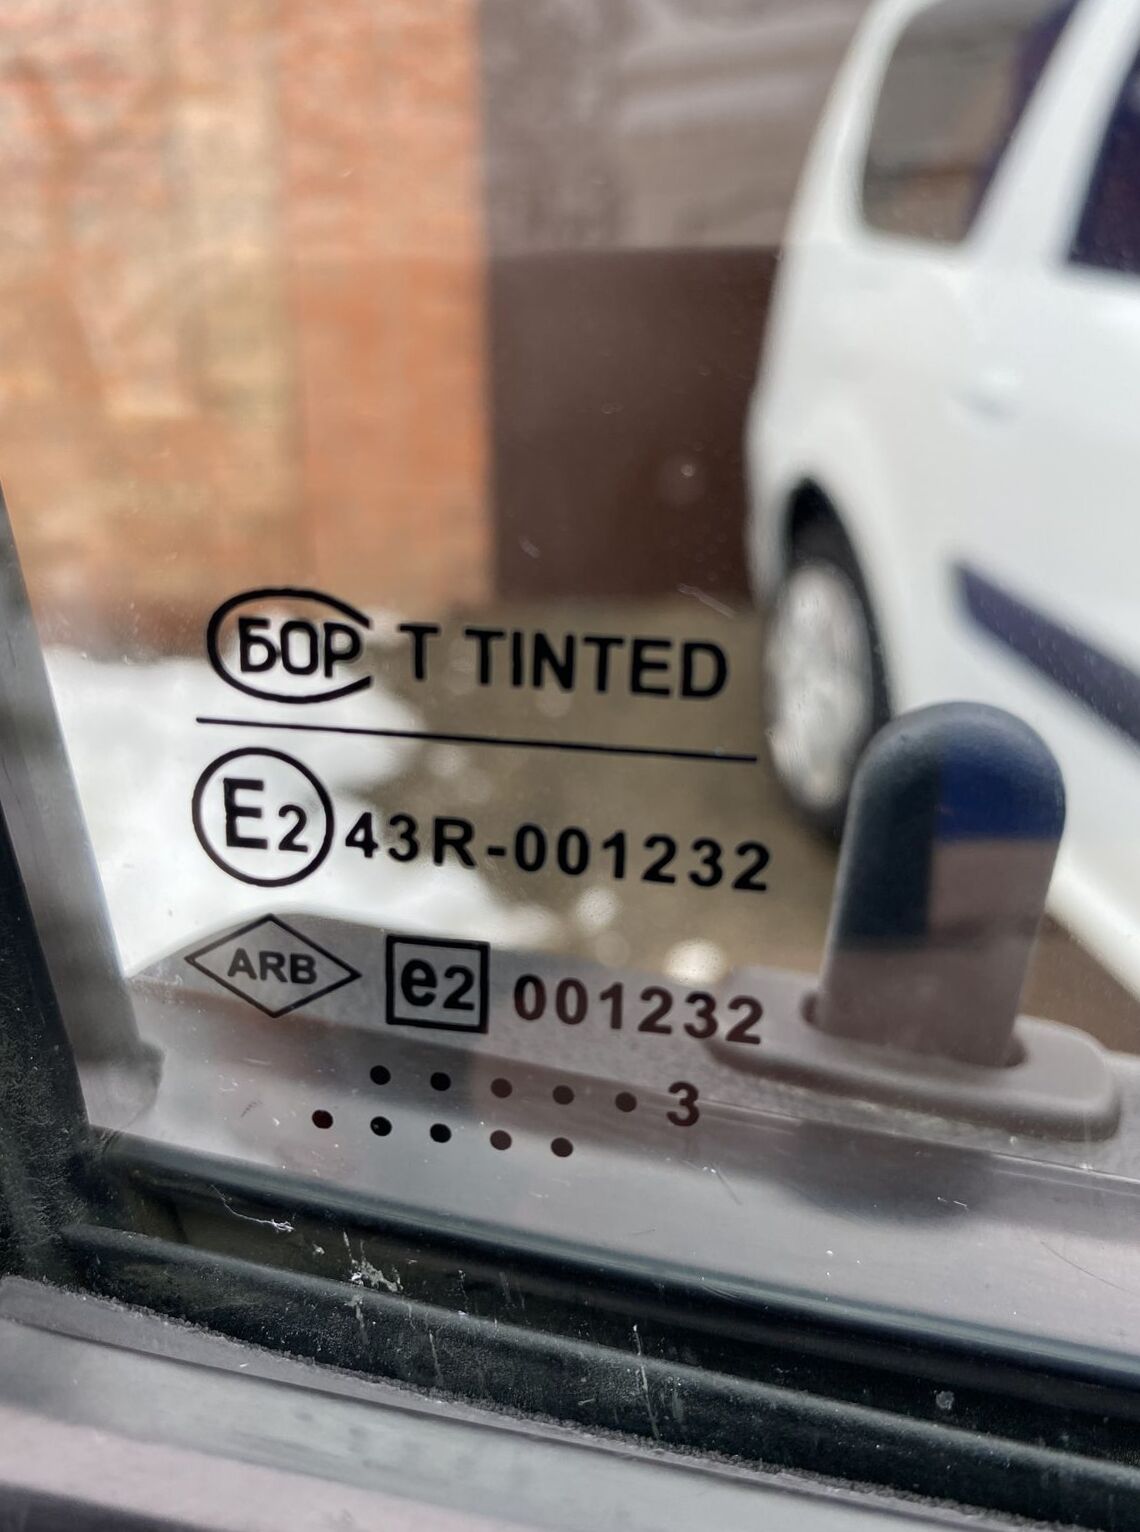 БОР T TINTED
E2 43R-001232
ARB e2 001232
• • • • • 3
• • • • •